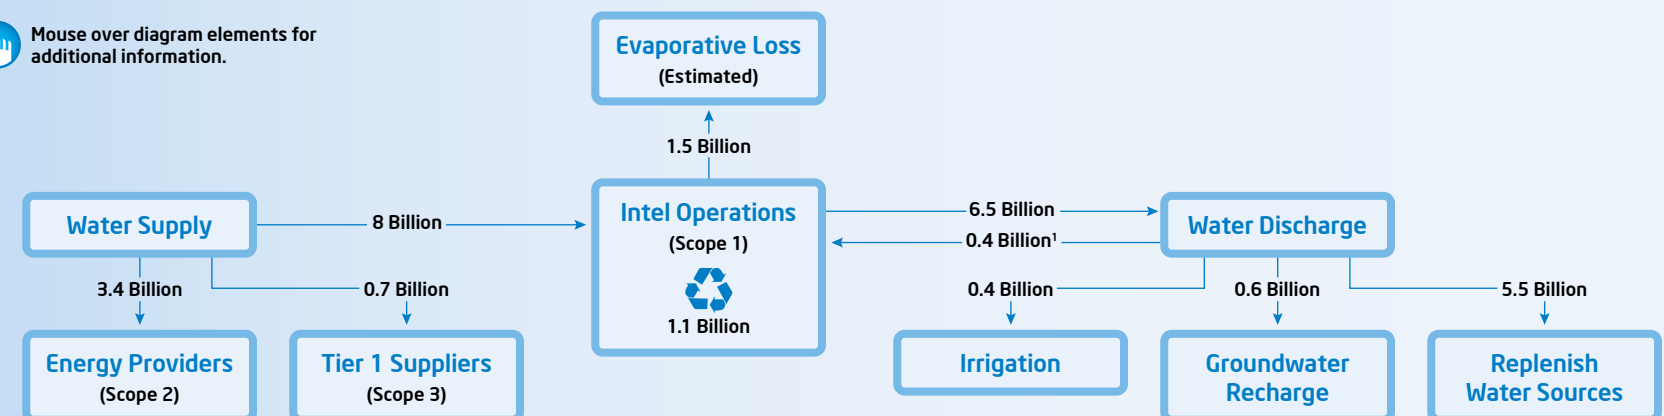 Mouse over diagram elements for
additional information.
Evaporative Loss
(Estimated)
1.5 Billion
Water Supply
8 Billion
Intel Operations
(Scope 1)
1.1 Billion
6.5 Billion
0.4 Billion¹
Water Discharge
3.4 Billion
0.7 Billion
0.4 Billion
0.6 Billion
5.5 Billion
Energy Providers
(Scope 2)
Tier 1 Suppliers
(Scope 3)
Irrigation
Groundwater
Recharge
Replenish
Water Sources